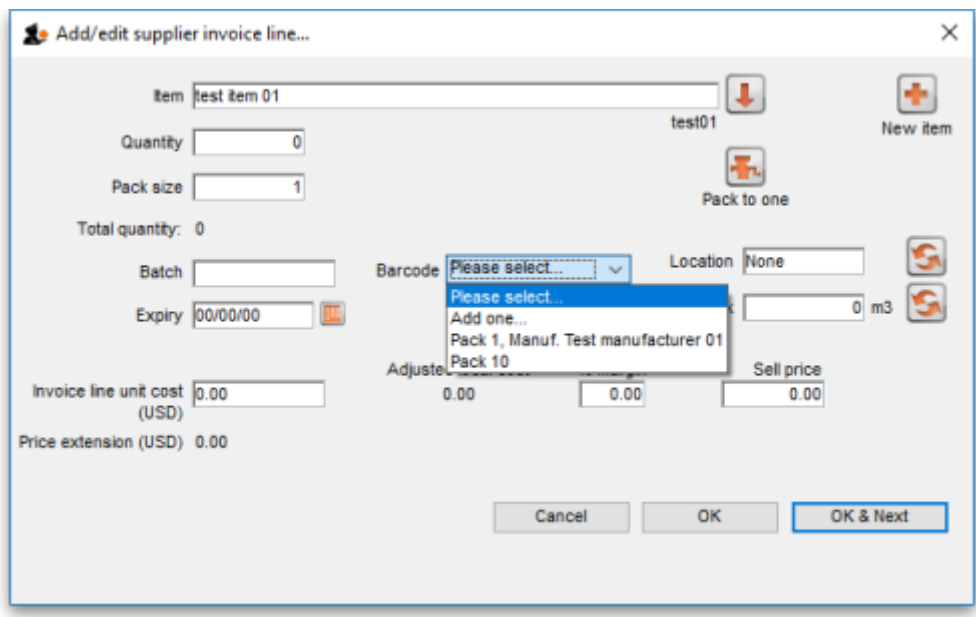 Add/edit supplier invoice line...
Item test item 01
test01
New item
Quantity 0
Pack size 1
Pack to one
Total quantity: 0
Batch
Barcode Please select...
Location None
Please select...
Add one...
Pack 1, Manuf. Test manufacturer 01
Pack 10
Expiry 00/00/00
0 m3
Adjusted local cost
Sell price
Invoice line unit cost (USD) 0.00
0.00
0.00
0.00
Price extension (USD) 0.00
Cancel
OK
OK & Next